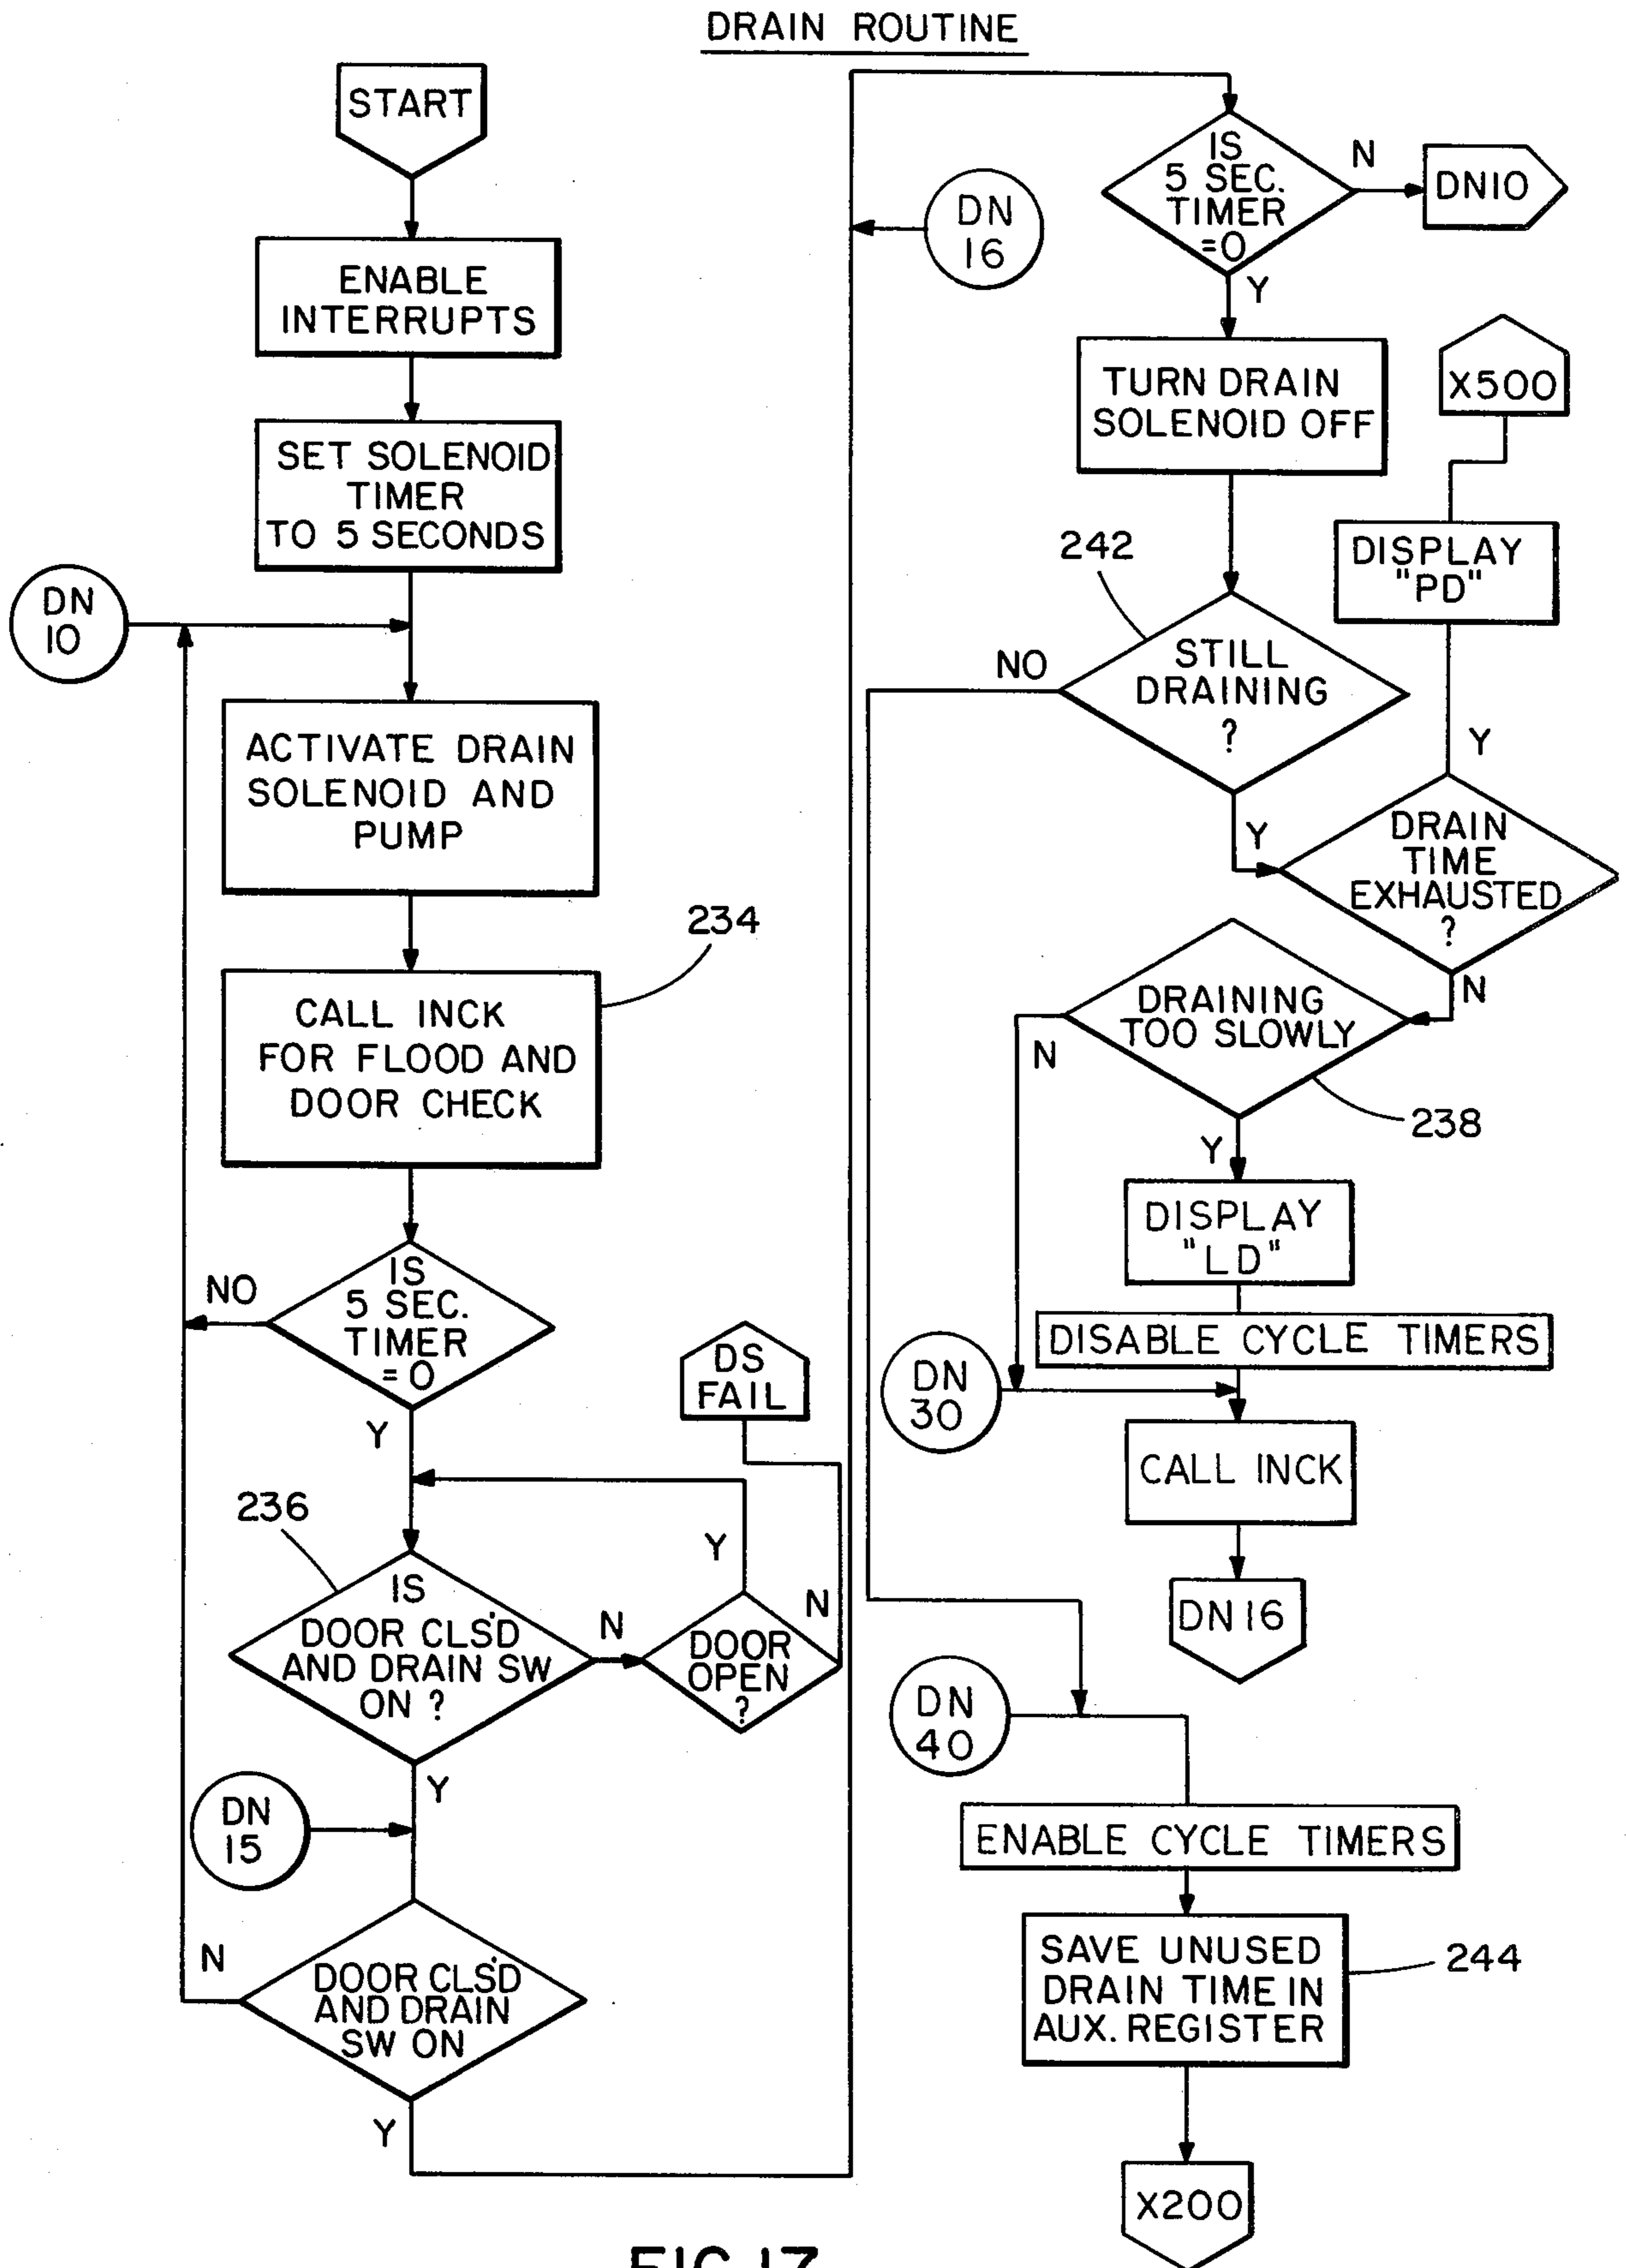 DRAIN ROUTINE
START
ENABLE
INTERRUPTS
SET SOLENOID
TIMER
TO 5 SECONDS
DN
10
ACTIVATE DRAIN
SOLENOID AND
PUMP
234
CALL INCK
FOR FLOOD AND
DOOR CHECK
IS
5 SEC.
TIMER
=0
NO
Y
DS
FAIL
236
IS
DOOR CLS'D
AND DRAIN SW
ON ?
N
DOOR
OPEN
?
Y
N
Y
DN
15
DOOR CLS'D
AND DRAIN
SW ON
N
Y
DN
16
IS
5 SEC.
TIMER
=0
N
DN10
Y
TURN DRAIN
SOLENOID OFF
X500
DISPLAY
"PD"
242
STILL
DRAINING
?
NO
Y
Y
DRAIN
TIME
EXHAUSTED
?
N
DRAINING
TOO SLOWLY
N
238
Y
DISPLAY
"LD"
DISABLE CYCLE TIMERS
DN
30
CALL INCK
DN16
DN
40
ENABLE CYCLE TIMERS
SAVE UNUSED
DRAIN TIME IN
AUX. REGISTER
244
X200
FIG.17